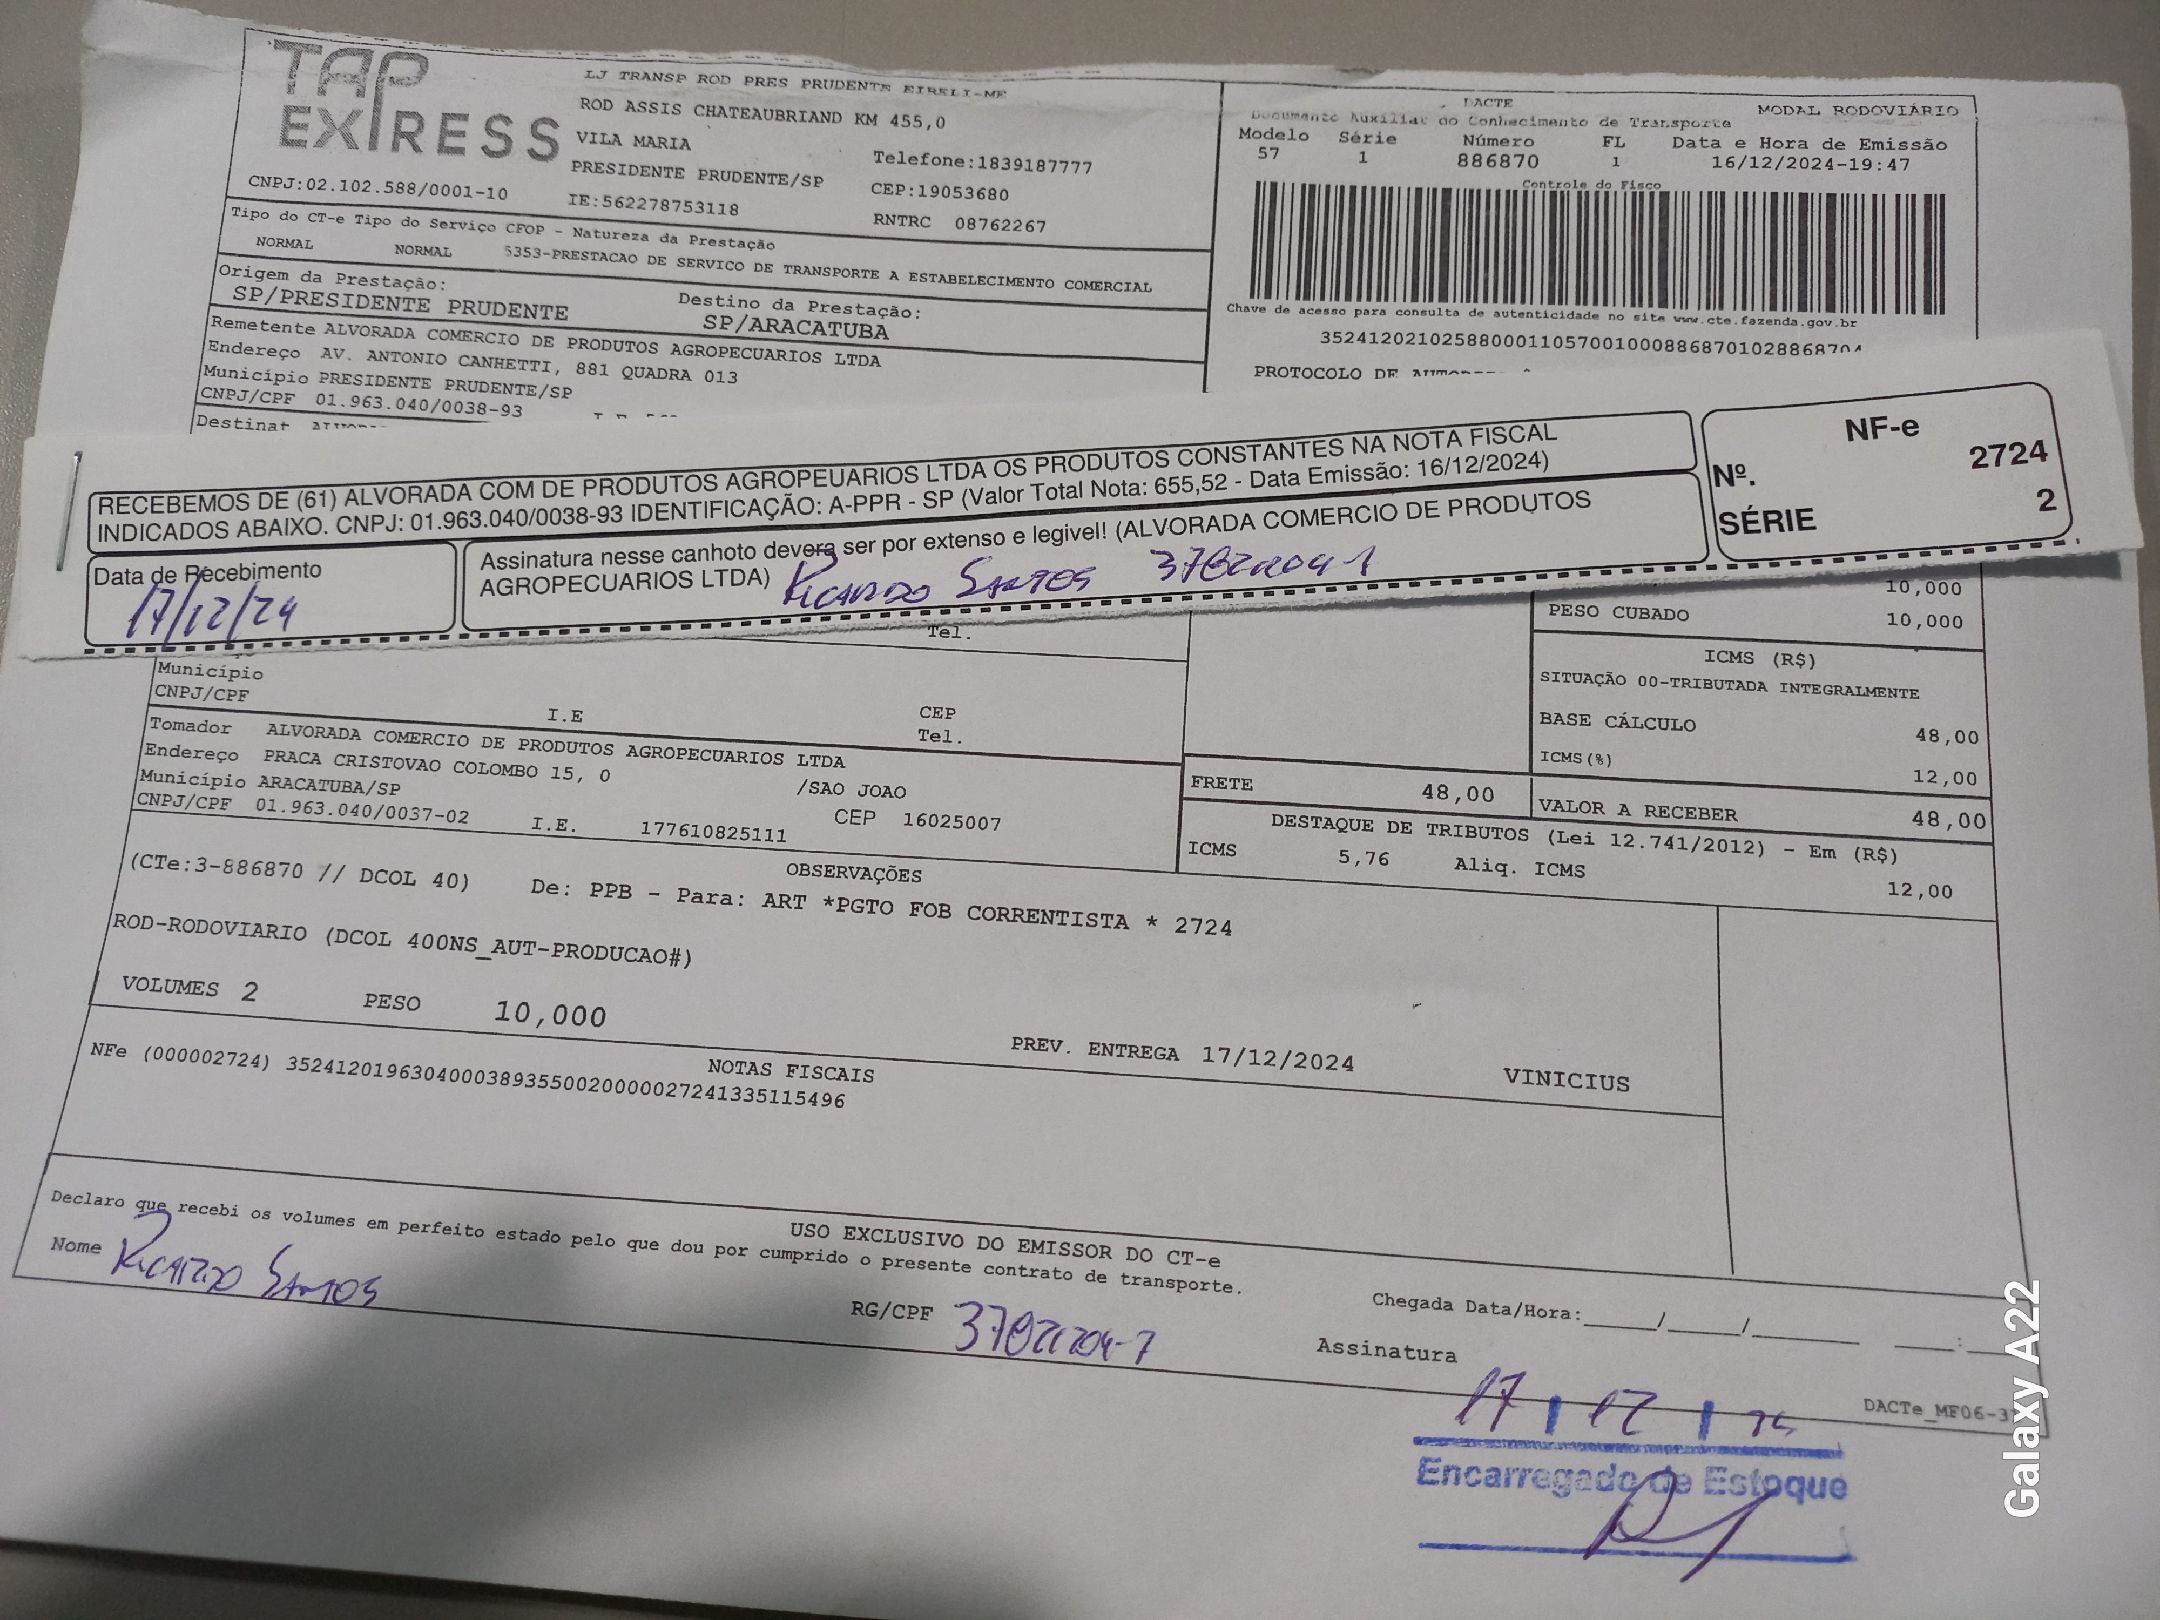 TAP EXPRESS
LJ TRANSP ROD PRES PRUDENTE EIRELI-ME
ROD ASSIS CHATEAUBRIAND KM 455,0
VILA MARIA
Telefone:1839187777
PRESIDENTE PRUDENTE/SP
CEP:19053680
CNPJ:02.102.588/0001-10
IE:562278753118
RNTRC 08762267
DACTE
MODAL RODOVIÁRIO
Documento Auxiliar do Conhecimento de Transporte
Modelo Série Número FL Data e Hora de Emissão
57 1 886870 1 16/12/2024-19:47
Controle do Fisco
Chave de acesso para consulta de autenticidade no site www.cte.fazenda.gov.br
PROTOCOLO DE
Tipo do CT-e Tipo do Serviço CFOP - Natureza da Prestação
NORMAL NORMAL 5353-PRESTACAO DE SERVICO DE TRANSPORTE A ESTABELECIMENTO COMERCIAL
Origem da Prestação:
SP/PRESIDENTE PRUDENTE
Destino da Prestação:
SP/ARACATUBA
Remetente ALVORADA COMERCIO DE PRODUTOS AGROPECUARIOS LTDA
Endereço AV. ANTONIO CANHETTI, 881 QUADRA 013
Município PRESIDENTE PRUDENTE/SP
CNPJ/CPF 01.963.040/0038-93
Destinat
RECEBEMOS DE (61) ALVORADA COM DE PRODUTOS AGROPEUARIOS LTDA OS PRODUTOS CONSTANTES NA NOTA FISCAL
INDICADOS ABAIXO. CNPJ: 01.963.040/0038-93 IDENTIFICAÇÃO: A-PPR - SP (Valor Total Nota: 655,52 - Data Emissão: 16/12/2024)
NF-e
Nº. 2724
SÉRIE 2
Data de Recebimento
17/12/24
Assinatura nesse canhoto devera ser por extenso e legivel! (ALVORADA COMERCIO DE PRODUTOS
AGROPECUARIOS LTDA) RICARDO SANTOS
10,000
PESO CUBADO 10,000
Tel.
Município
CNPJ/CPF
I.E CEP
Tel.
ICMS (R$)
SITUAÇÃO 00-TRIBUTADA INTEGRALMENTE
BASE CÁLCULO 48,00
ICMS(%) 12,00
Tomador ALVORADA COMERCIO DE PRODUTOS AGROPECUARIOS LTDA
Endereço PRACA CRISTOVAO COLOMBO 15, 0 /SAO JOAO
Município ARACATUBA/SP
CNPJ/CPF 01.963.040/0037-02 I.E. 177610825111 CEP 16025007
FRETE 48,00
VALOR A RECEBER 48,00
DESTAQUE DE TRIBUTOS (Lei 12.741/2012) - Em (R$)
ICMS 5,76 Aliq. ICMS 12,00
OBSERVAÇÕES
(CTe:3-886870 // DCOL 40) De: PPB - Para: ART *PGTO FOB CORRENTISTA * 2724
ROD-RODOVIARIO (DCOL 400NS_AUT-PRODUCAO#)
VOLUMES 2 PESO 10,000
PREV. ENTREGA 17/12/2024 VINICIUS
NOTAS FISCAIS
NFe (000002724) 35241201963040003893550020000027241335115496
USO EXCLUSIVO DO EMISSOR DO CT-e
Declaro que recebi os volumes em perfeito estado pelo que dou por cumprido o presente contrato de transporte.
Nome RICARDO SANTOS
RG/CPF
Chegada Data/Hora:_____/_____/_______ ____:____
Assinatura
DACTe_MF06-3
17 | 12 | 24
Encarregado de Estoque
Galaxy A22